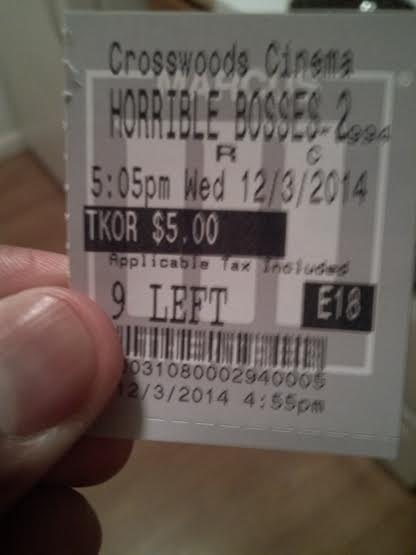 Crosswoods Cinema
HORRIBLE BOSSES 2
R
5:05pm Wed 12/3/2014
TKOR $5.00
Applicable Tax Included
9 LEFT E18
0031080002940005
12/3/2014 4:55pm